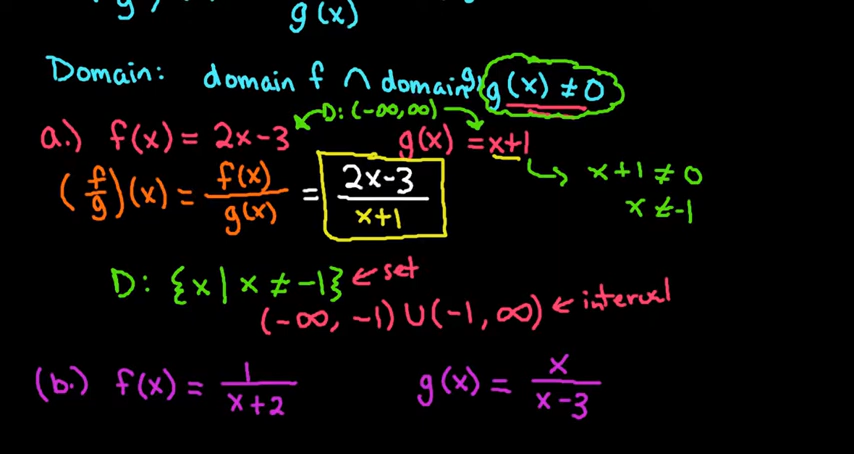 g(x)
Domain: domain f ∩ domain g, g(x) ≠ 0
D: (-∞, ∞)
a.) f(x) = 2x-3 g(x) = x+1
(f/g)(x) = f(x)/g(x) = 2x-3/x+1
x+1 ≠ 0
x ≠ -1
D: {x | x ≠ -1} ← set
(-∞, -1) ∪ (-1, ∞) ← interval
(b.) f(x) = 1/x+2 g(x) = x/x-3